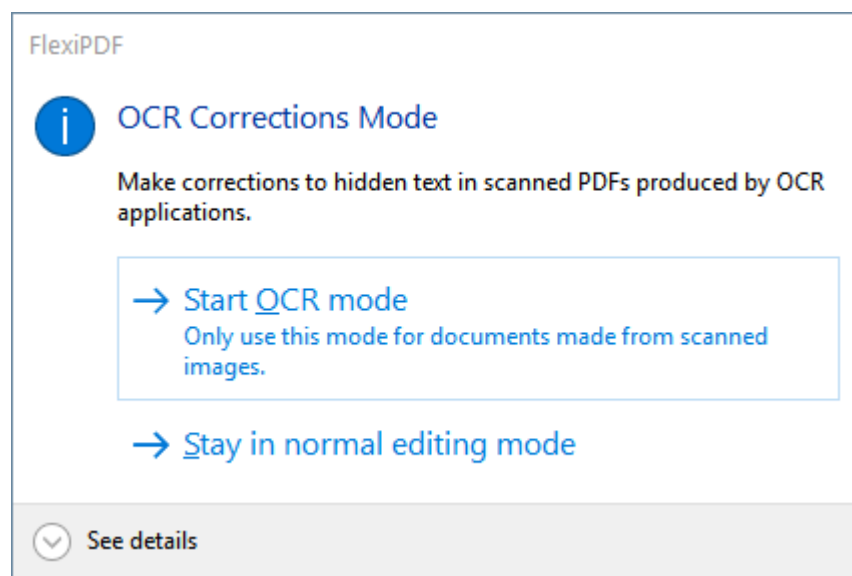 FlexiPDF
OCR Corrections Mode
Make corrections to hidden text in scanned PDFs produced by OCR
applications.
Start OCR mode
Only use this mode for documents made from scanned
images.
Stay in normal editing mode
See details